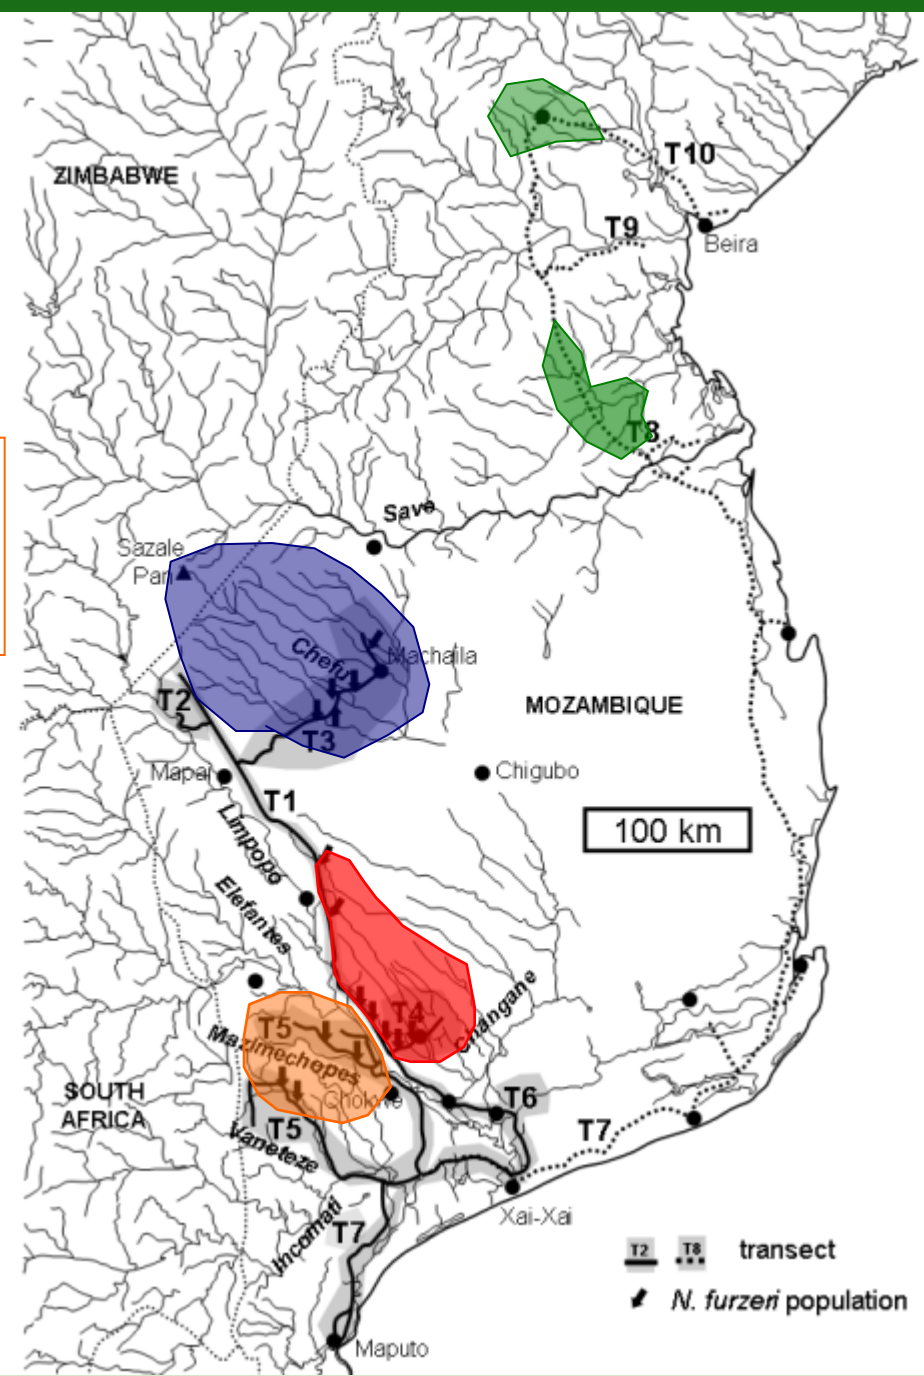 T10
ZIMBABWE
T9
Beira
T8
Save
Sazale
Pan
Chefu
Machaila
T2
MOZAMBIQUE
T3
Mapai
Chigubo
T1
100 km
Limpopo
Elefantes
Changane
T4
T5
Mazimechopes
SOUTH
AFRICA
Chokwe
T6
T5
T7
Vaneteze
Xai-Xai
Incomati
T7
T2 T8 transect
N. furzeri population
Maputo